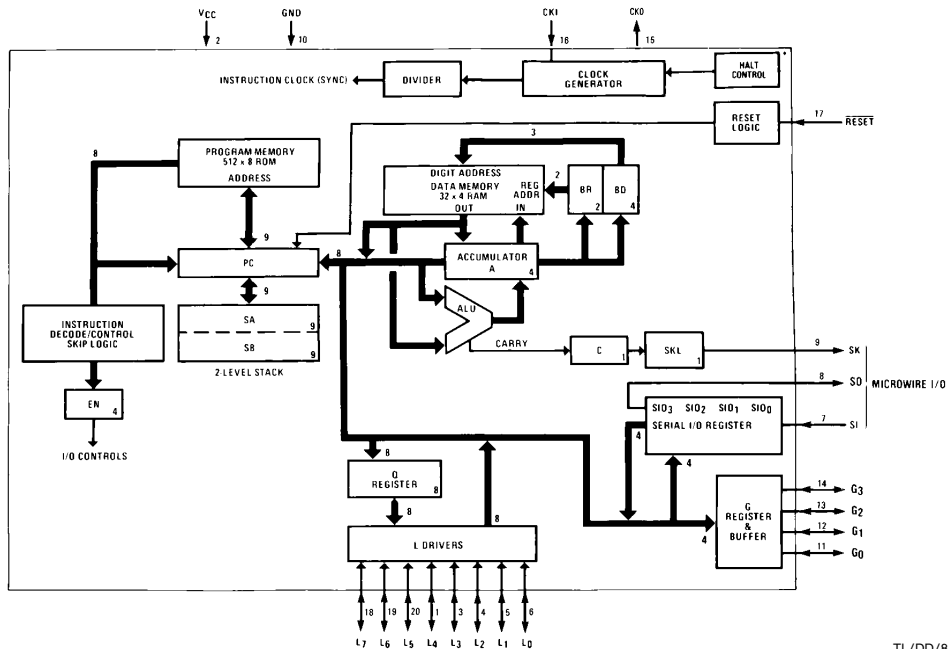 VCC GND CKI CKO
2 10 16 15
INSTRUCTION CLOCK (SYNC)
DIVIDER
CLOCK
GENERATOR
HALT
CONTROL
RESET
LOGIC
17
RESET
3
8
PROGRAM MEMORY
512 x 8 ROM
ADDRESS
DIGIT ADDRESS
DATA MEMORY
32 x 4 RAM
REG
ADDR
OUT IN
2
BR
2
BD
4
9
PC
8
ACCUMULATOR
A
4
9
INSTRUCTION
DECODE/CONTROL
SKIP LOGIC
SA
9
SB
9
2-LEVEL STACK
ALU
CARRY
C
1
SKL
1
9
SK
8
SO
MICROWIRE I/O
EN
4
I/O CONTROLS
SIO3 SIO2 SIO1 SIO0
SERIAL I/O REGISTER
7
SI
4
4
8
Q
REGISTER
8
8
8
L DRIVERS
4
G
REGISTER
&
BUFFER
14 G3
13 G2
12 G1
11 G0
18 19 20 1 3 4 5 6
L7 L6 L5 L4 L3 L2 L1 L0